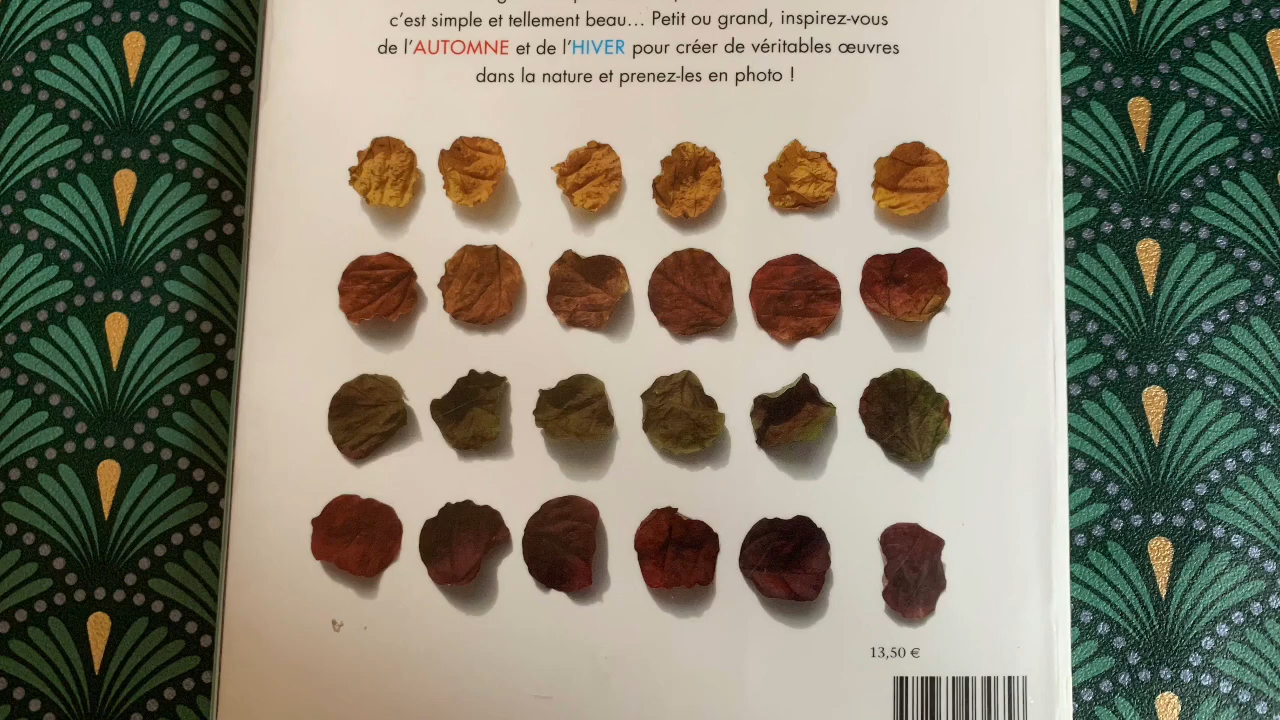 c'est simple et tellement beau… Petit ou grand, inspirez-vous
de l'AUTOMNE et de l'HIVER pour créer de véritables œuvres
dans la nature et prenez-les en photo !
13,50 €